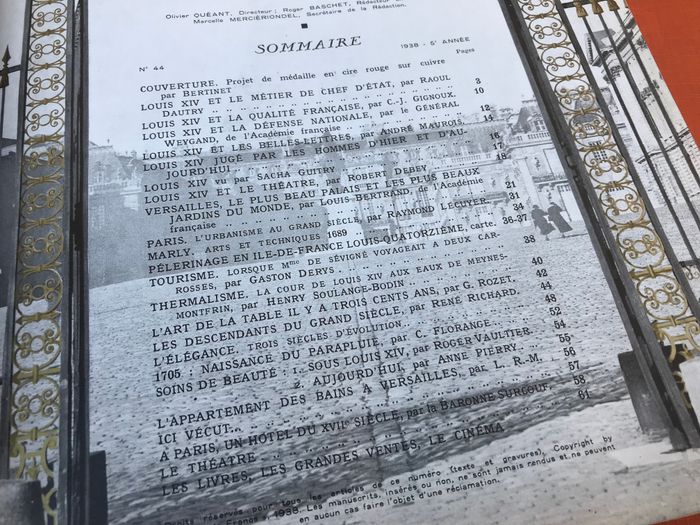 Olivier QUÉANT, Directeur; Roger BASCHET, Rédacteur
Marcelle MERCIÉRIONDEL, Secrétaire de la Rédaction.
SOMMAIRE
N° 44
1938 - 5e ANNÉE
Pages
COUVERTURE. Projet de médaille en cire rouge sur cuivre
par BERTINET
LOUIS XIV ET LE MÉTIER DE CHEF D'ÉTAT, par RAOUL
DAUTRY .. 3
LOUIS XIV ET LA QUALITÉ FRANÇAISE, par C.-J. GIGNOUX. 10
LOUIS XIV ET LA DÉFENSE NATIONALE, par le GÉNÉRAL
WEYGAND, de l'Académie française .. 12
LOUIS XIV ET LES BELLES-LETTRES, par ANDRÉ MAUROIS. 14
LOUIS XIV JUGÉ PAR LES HOMMES D'HIER ET D'AU-
JOURD'HUI .. 16
LOUIS XIV vu par SACHA GUITRY .. 17
LOUIS XIV ET LE THÉATRE, par ROBERT DEBEY .. 18
VERSAILLES, LE PLUS BEAU PALAIS ET LES PLUS BEAUX
JARDINS DU MONDE, par LOUIS-BERTRAND, de l'Académie
française .. 21
PARIS. L'URBANISME AU GRAND SIÈCLE, par RAYMOND LÉCUYER. 31
MARLY. ARTS ET TECHNIQUES 1689 .. 34
PÈLERINAGE EN ILE-DE-FRANCE LOUIS-QUATORZIÈME, carte. 36-37
TOURISME. LORSQUE Mme DE SÉVIGNÉ VOYAGEAIT A DEUX CAR-
ROSSES, par GASTON DERYS .. 38
THERMALISME. LA COUR DE LOUIS XIV AUX EAUX DE MEYNES-
MONTFRIN, par HENRY SOULANGE-BODIN .. 40
L'ART DE LA TABLE IL Y A TROIS CENTS ANS, par G. ROZET. 42
LES DESCENDANTS DU GRAND SIÈCLE, par RENÉ RICHARD. 44
L'ÉLÉGANCE. TROIS SIÈCLES D'ÉVOLUTION .. 48
1705 : NAISSANCE DU PARAPLUIE, par C. FLORANGE .. 52
SOINS DE BEAUTÉ : 1. SOUS LOUIS XIV, par ROGER VAULTIER. 54
2. AUJOURD'HUI, par ANNE PIERRY .. 55
L'APPARTEMENT DES BAINS A VERSAILLES, par L. R.-M. 56
ICI VÉCUT... 57
A PARIS, UN HOTEL DU XVIIe SIÈCLE, par la BARONNE SURCOUF. 58
LE THÉATRE .. 61
LES LIVRES, LES GRANDES VENTES, LE CINÉMA
Droits réservés pour tous les articles de ce numéro (texte et gravures), Copyright by
France", 1938. Les manuscrits, insérés ou non, ne sont jamais rendus et ne peuvent
en aucun cas faire l'objet d'une réclamation.